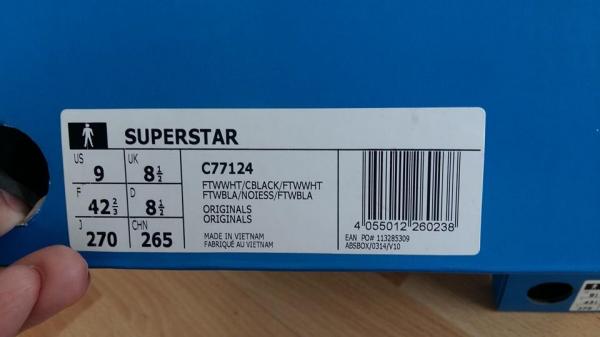 SUPERSTAR
US 9
UK 8½
F 42⅔
D 8½
J 270
CHN 265
C77124
FTWWHT/CBLACK/FTWWHT
FTWBLA/NOIESS/FTWBLA
ORIGINALS
ORIGINALS
MADE IN VIETNAM
FABRIQUÉ AU VIETNAM
4 055012 260238
EAN PO# 113285309
ABSBOX/0314/V10